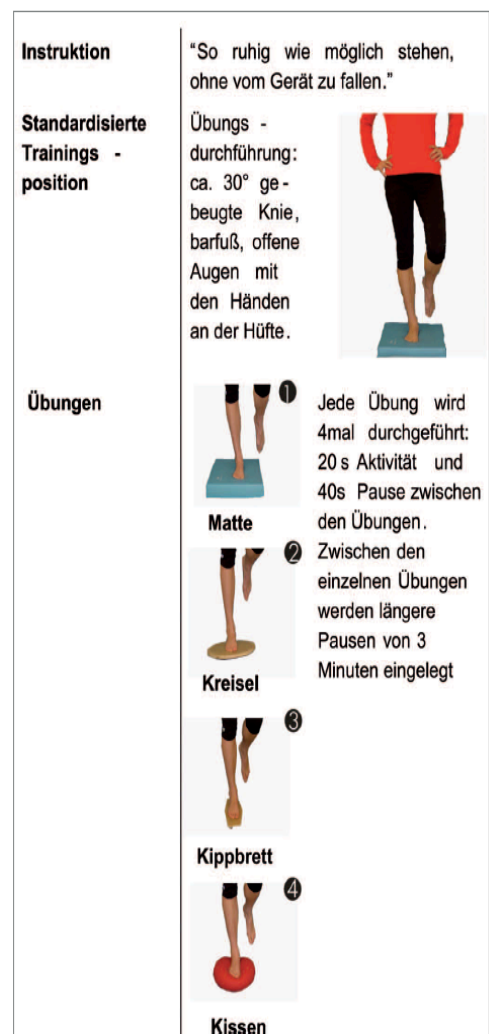 Instruktion
“So ruhig wie möglich stehen,
ohne vom Gerät zu fallen.”
Standardisierte
Trainings -
position
Übungs -
durchführung:
ca. 30° ge -
beugte Knie,
barfuß, offene
Augen mit
den Händen
an der Hüfte.
Übungen
1
Matte
2
Kreisel
3
Kippbrett
4
Kissen
Jede Übung wird
4mal durchgeführt:
20 s Aktivität und
40s Pause zwischen
den Übungen.
Zwischen den
einzelnen Übungen
werden längere
Pausen von 3
Minuten eingelegt